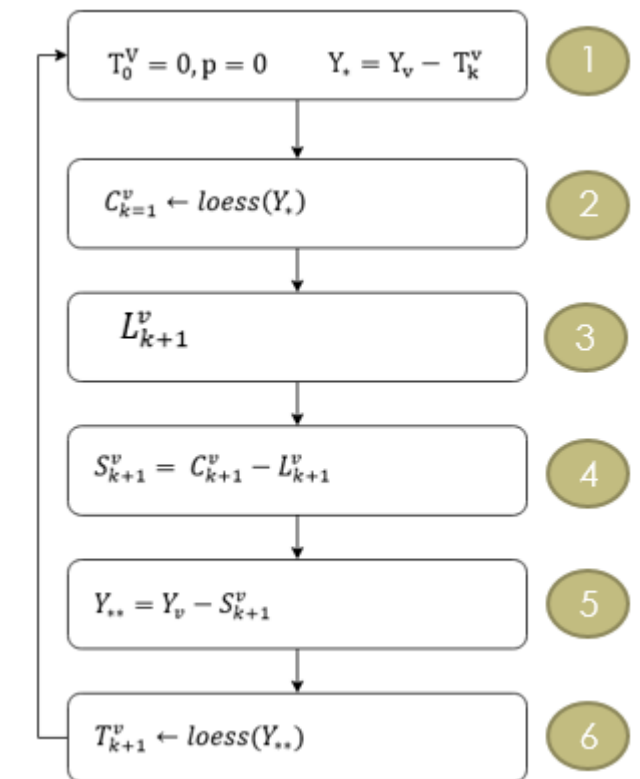 T₀ⱽ = 0, p = 0 Y₊ = Yᵥ − Tₖᵛ
1
Cᵛₖ₌₁ ← loess(Y₊)
2
Lᵛₖ₊₁
3
Sᵛₖ₊₁ = Cᵛₖ₊₁ − Lᵛₖ₊₁
4
Y** = Yᵥ − Sᵛₖ₊₁
5
Tᵛₖ₊₁ ← loess(Y**)
6